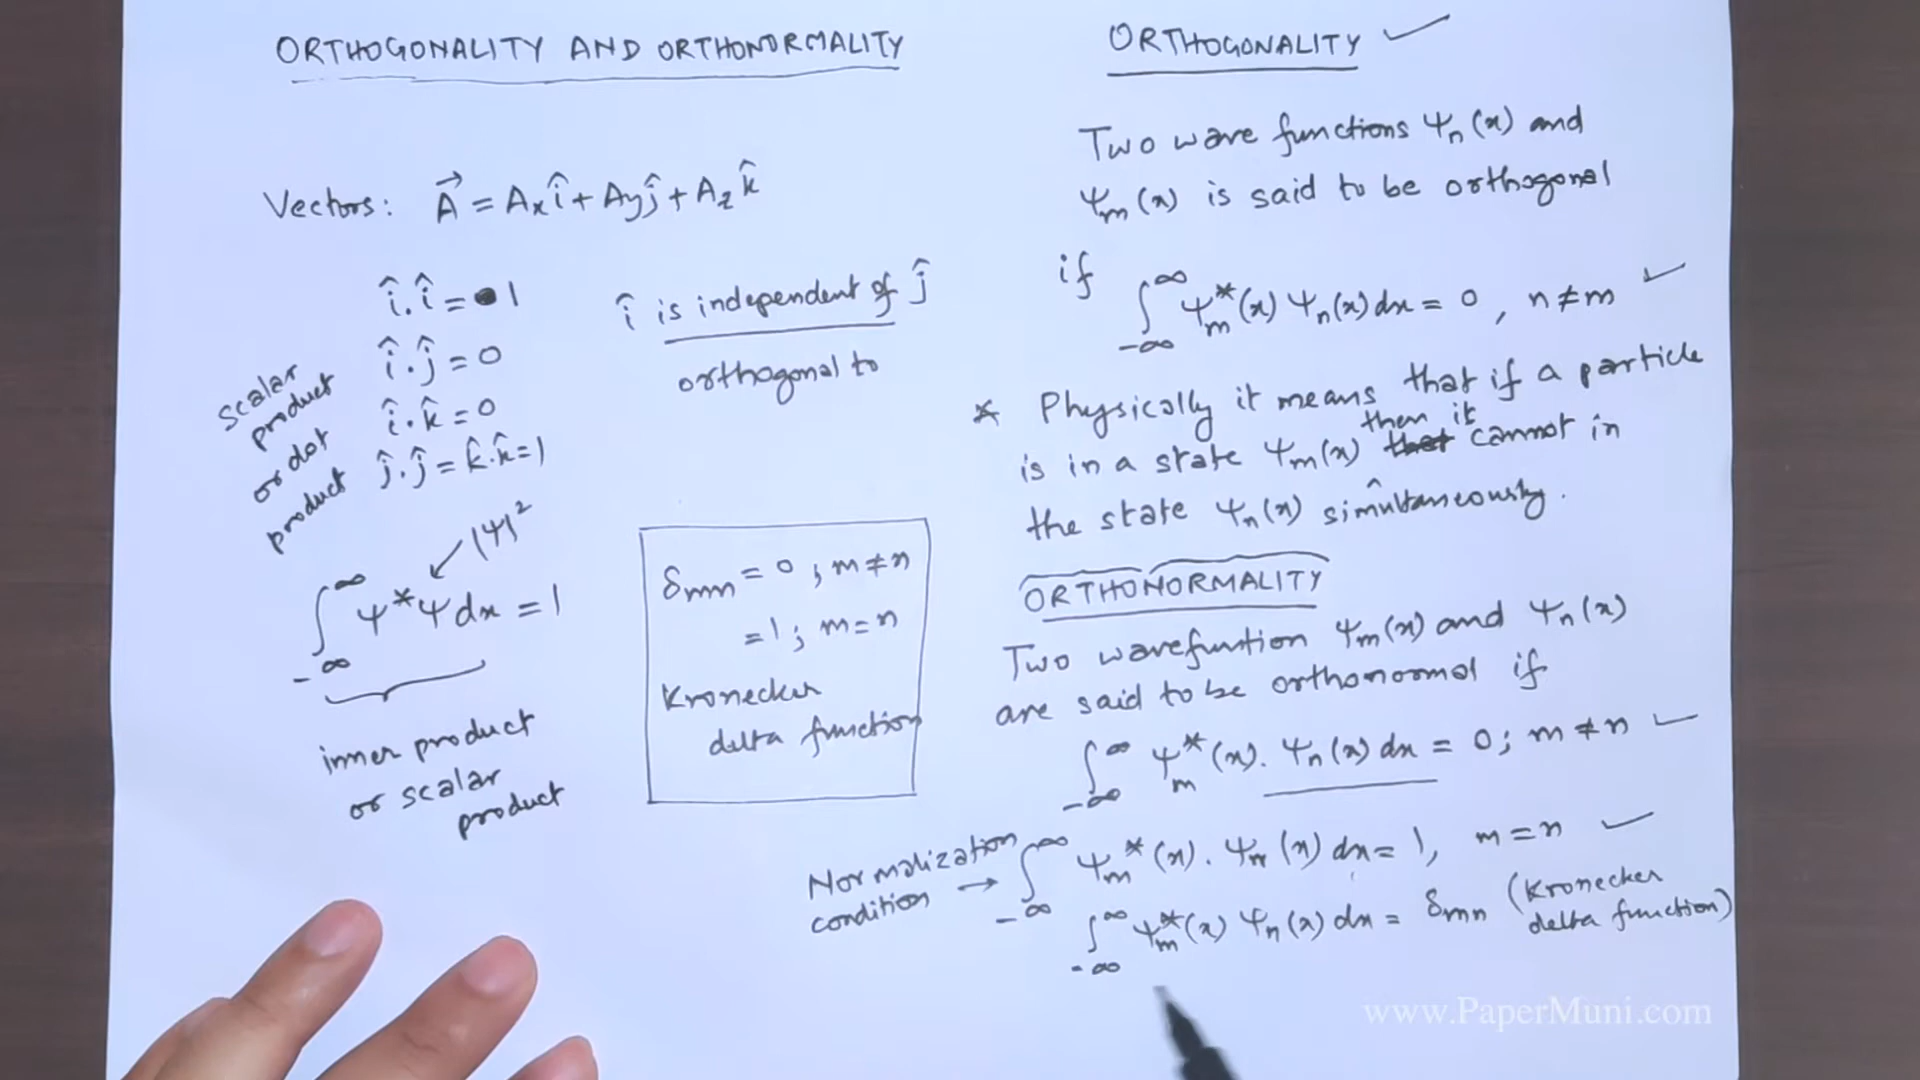 ORTHOGONALITY AND ORTHONORMALITY
Vectors: A⃗ = Aₓî + Ayĵ + A_z k̂
î.î = 1
î.ĵ = 0
î.k̂ = 0
ĵ.ĵ = k̂.k̂ = 1
scalar
product
or dot
product
î is independent of ĵ
orthogonal to
|Ψ|²
∫_{-∞}^{∞} Ψ*Ψ dx = 1
inner product
or scalar
product
δmn = 0 ; m ≠ n
= 1 ; m = n
Kronecker
delta function
ORTHOGONALITY ✓
Two wave functions Ψn(x) and
Ψm(x) is said to be orthogonal
if
∫_{-∞}^{∞} Ψm*(x) Ψn(x) dx = 0 , n ≠ m ✓
* Physically it means that if a particle
is in a state Ψm(x) then it cannot in
the state Ψn(x) simultaneously.
ORTHONORMALITY
Two wavefuntion Ψm(x) and Ψn(x)
are said to be orthonormal if
∫_{-∞}^{∞} Ψm*(x). Ψn(x) dx = 0; m ≠ n ✓
Normalization
condition →
∫_{-∞}^{∞} Ψm*(x). Ψm(x) dx = 1, m = n ✓
∫_{-∞}^{∞} Ψm*(x) Ψn(x) dx = δmn (Kronecker
delta function)
www.PaperMuni.com